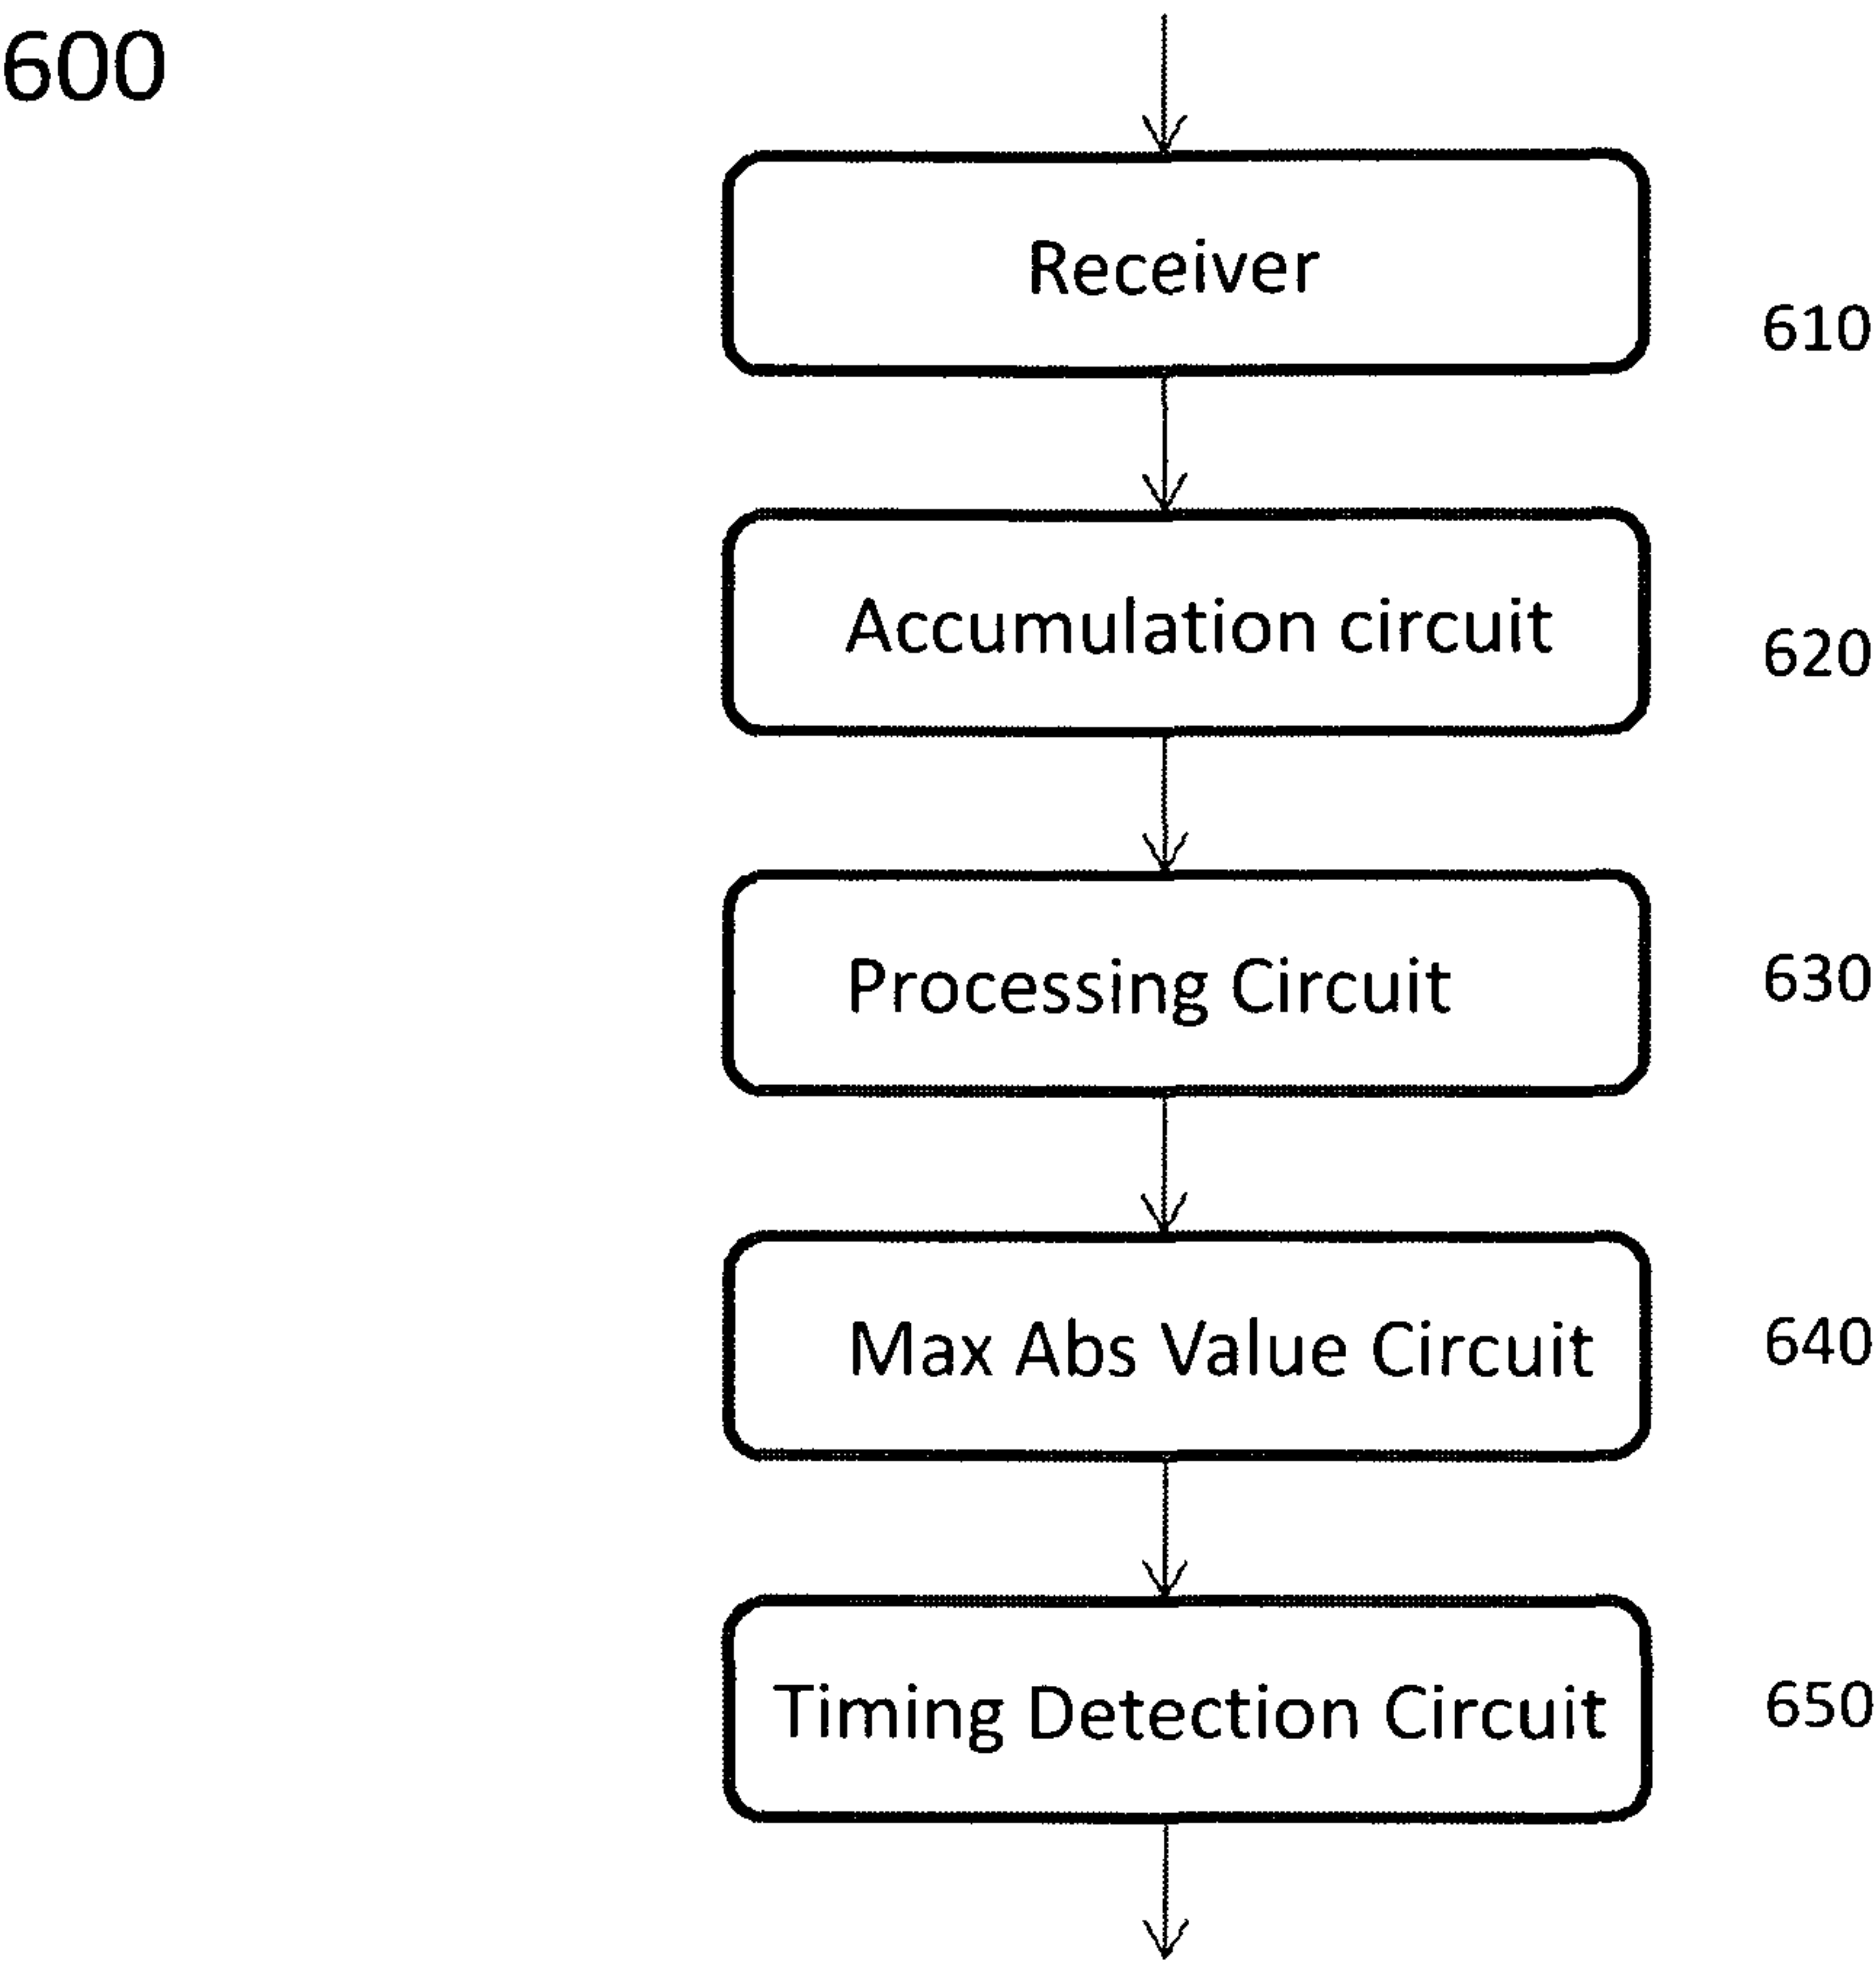 600
Receiver
610
Accumulation circuit
620
Processing Circuit
630
Max Abs Value Circuit
640
Timing Detection Circuit
650